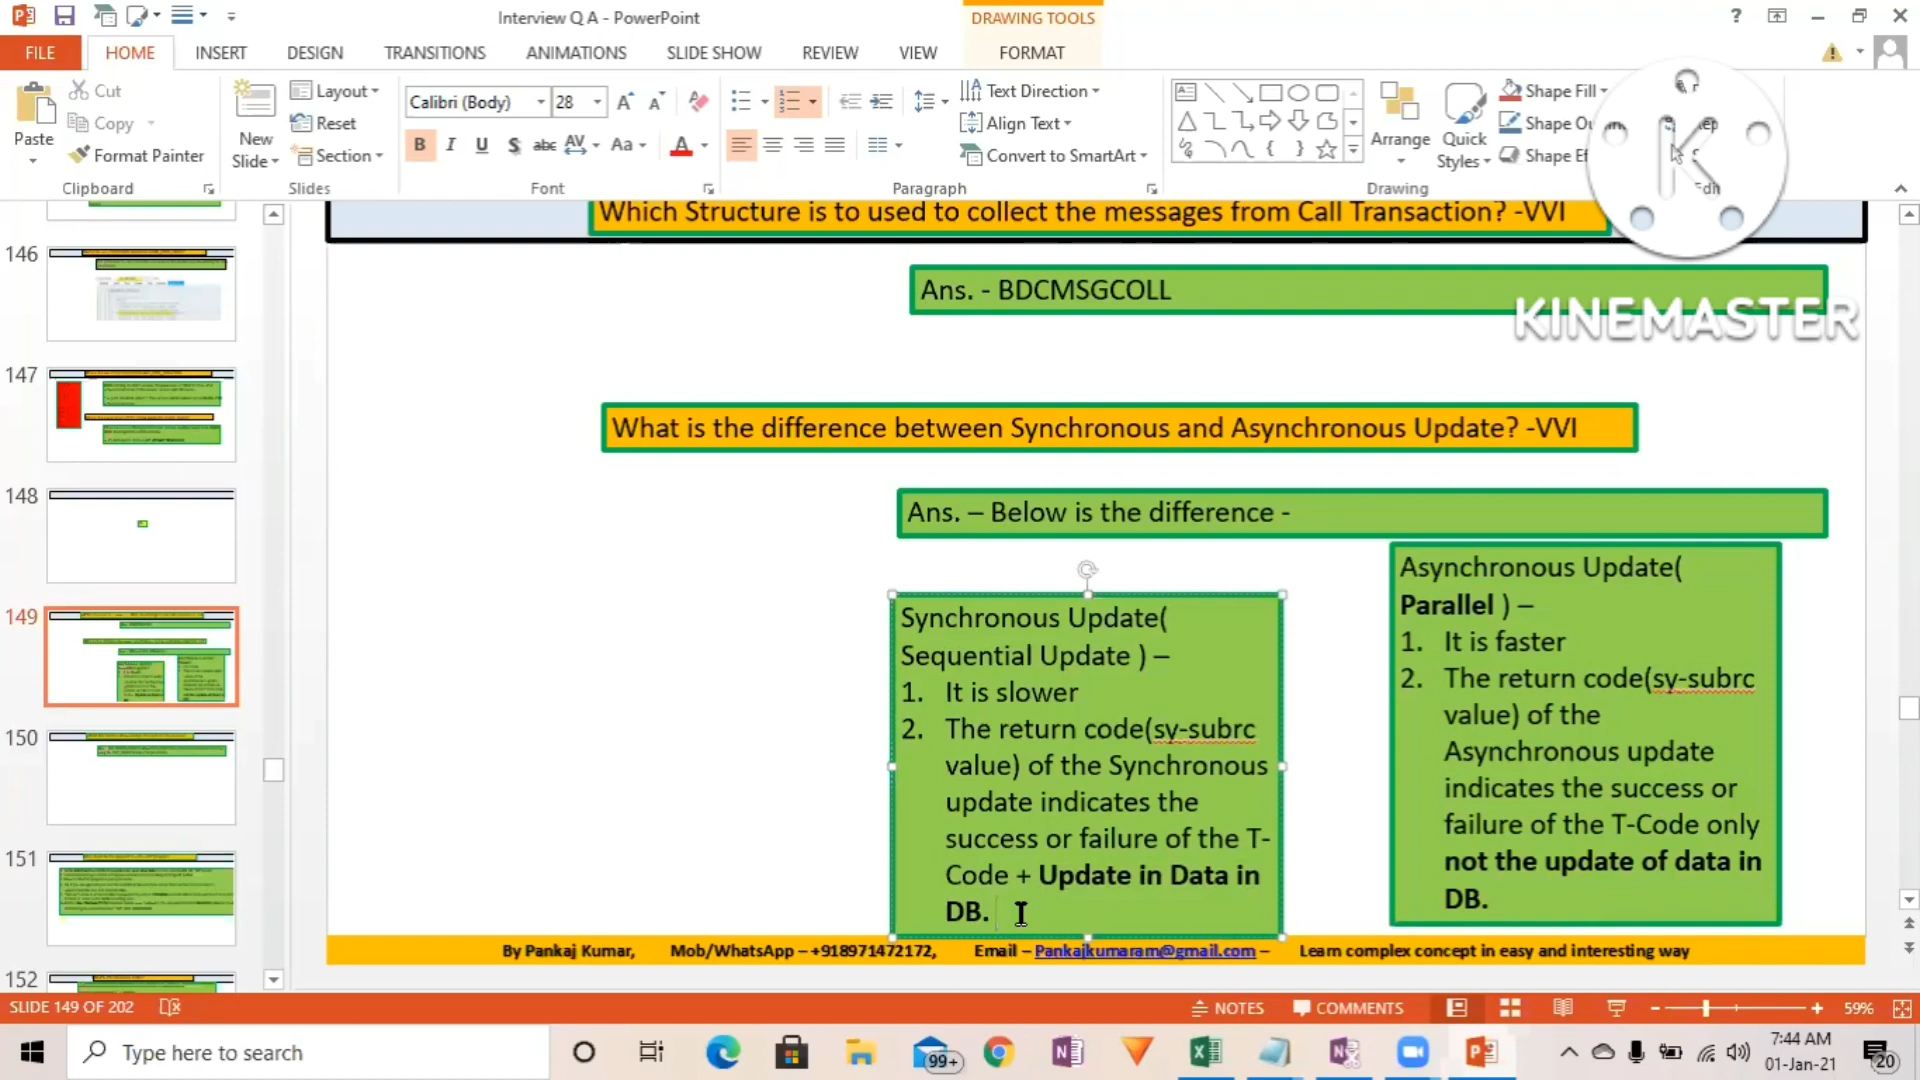 Interview Q A - PowerPoint
DRAWING TOOLS
FILE
HOME
INSERT
DESIGN
TRANSITIONS
ANIMATIONS
SLIDE SHOW
REVIEW
VIEW
FORMAT
Paste
Cut
Copy
Format Painter
Clipboard
New
Slide
Layout
Reset
Section
Slides
Calibri (Body)
28
Font
Text Direction
Align Text
Convert to SmartArt
Paragraph
Arrange
Quick
Styles
Shape Fill
Drawing
K
KINEMASTER
146
147
148
149
150
151
152
Which Structure is to used to collect the messages from Call Transaction? -VVI
Ans. - BDCMSGCOLL
What is the difference between Synchronous and Asynchronous Update? -VVI
Ans. – Below is the difference -
Synchronous Update(
Sequential Update ) –
1. It is slower
2. The return code(sy-subrc
value) of the Synchronous
update indicates the
success or failure of the T-
Code + Update in Data in
DB.
Asynchronous Update(
Parallel ) –
1. It is faster
2. The return code(sy-subrc
value) of the
Asynchronous update
indicates the success or
failure of the T-Code only
not the update of data in
DB.
By Pankaj Kumar, Mob/WhatsApp – +918971472172, Email – Pankajkumaram@gmail.com – Learn complex concept in easy and interesting way
SLIDE 149 OF 202
NOTES
COMMENTS
59%
Type here to search
99+
7:44 AM
01-Jan-21
20